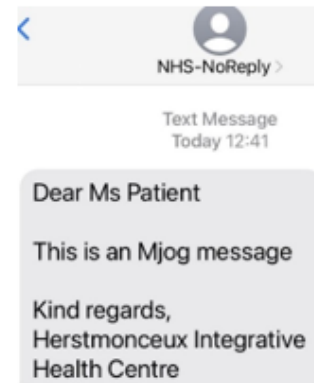 NHS-NoReply >
Text Message
Today 12:41
Dear Ms Patient
This is an Mjog message
Kind regards,
Herstmonceux Integrative
Health Centre